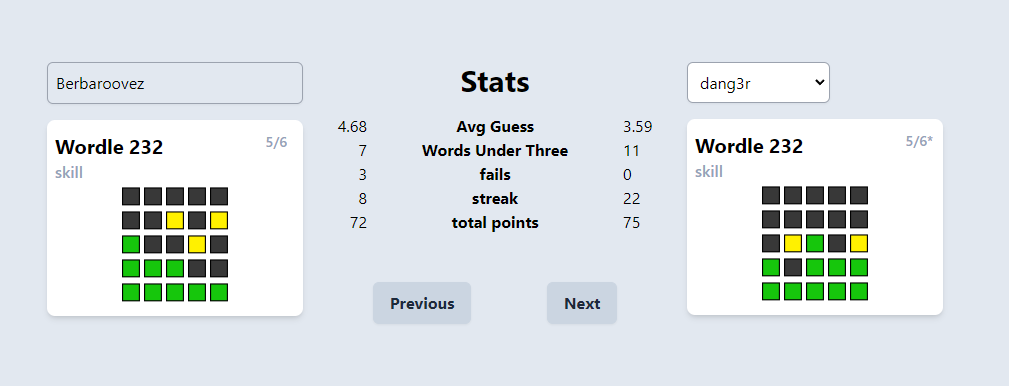 Berbaroovez
Stats
dang3r
Wordle 232
5/6
skill
4.68 Avg Guess 3.59
7 Words Under Three 11
3 fails 0
8 streak 22
72 total points 75
Previous
Next
Wordle 232
5/6*
skill